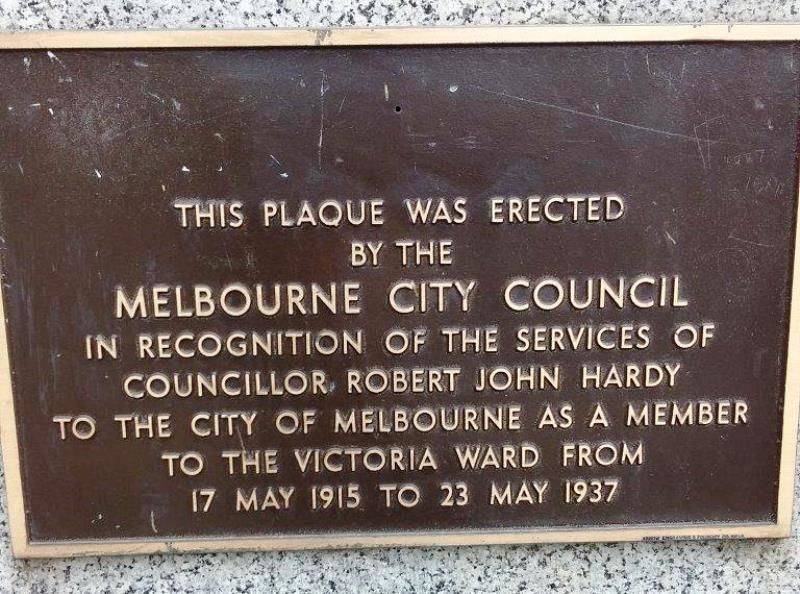 THIS PLAQUE WAS ERECTED
BY THE
MELBOURNE CITY COUNCIL
IN RECOGNITION OF THE SERVICES OF
COUNCILLOR ROBERT JOHN HARDY
TO THE CITY OF MELBOURNE AS A MEMBER
TO THE VICTORIA WARD FROM
17 MAY 1915 TO 23 MAY 1937